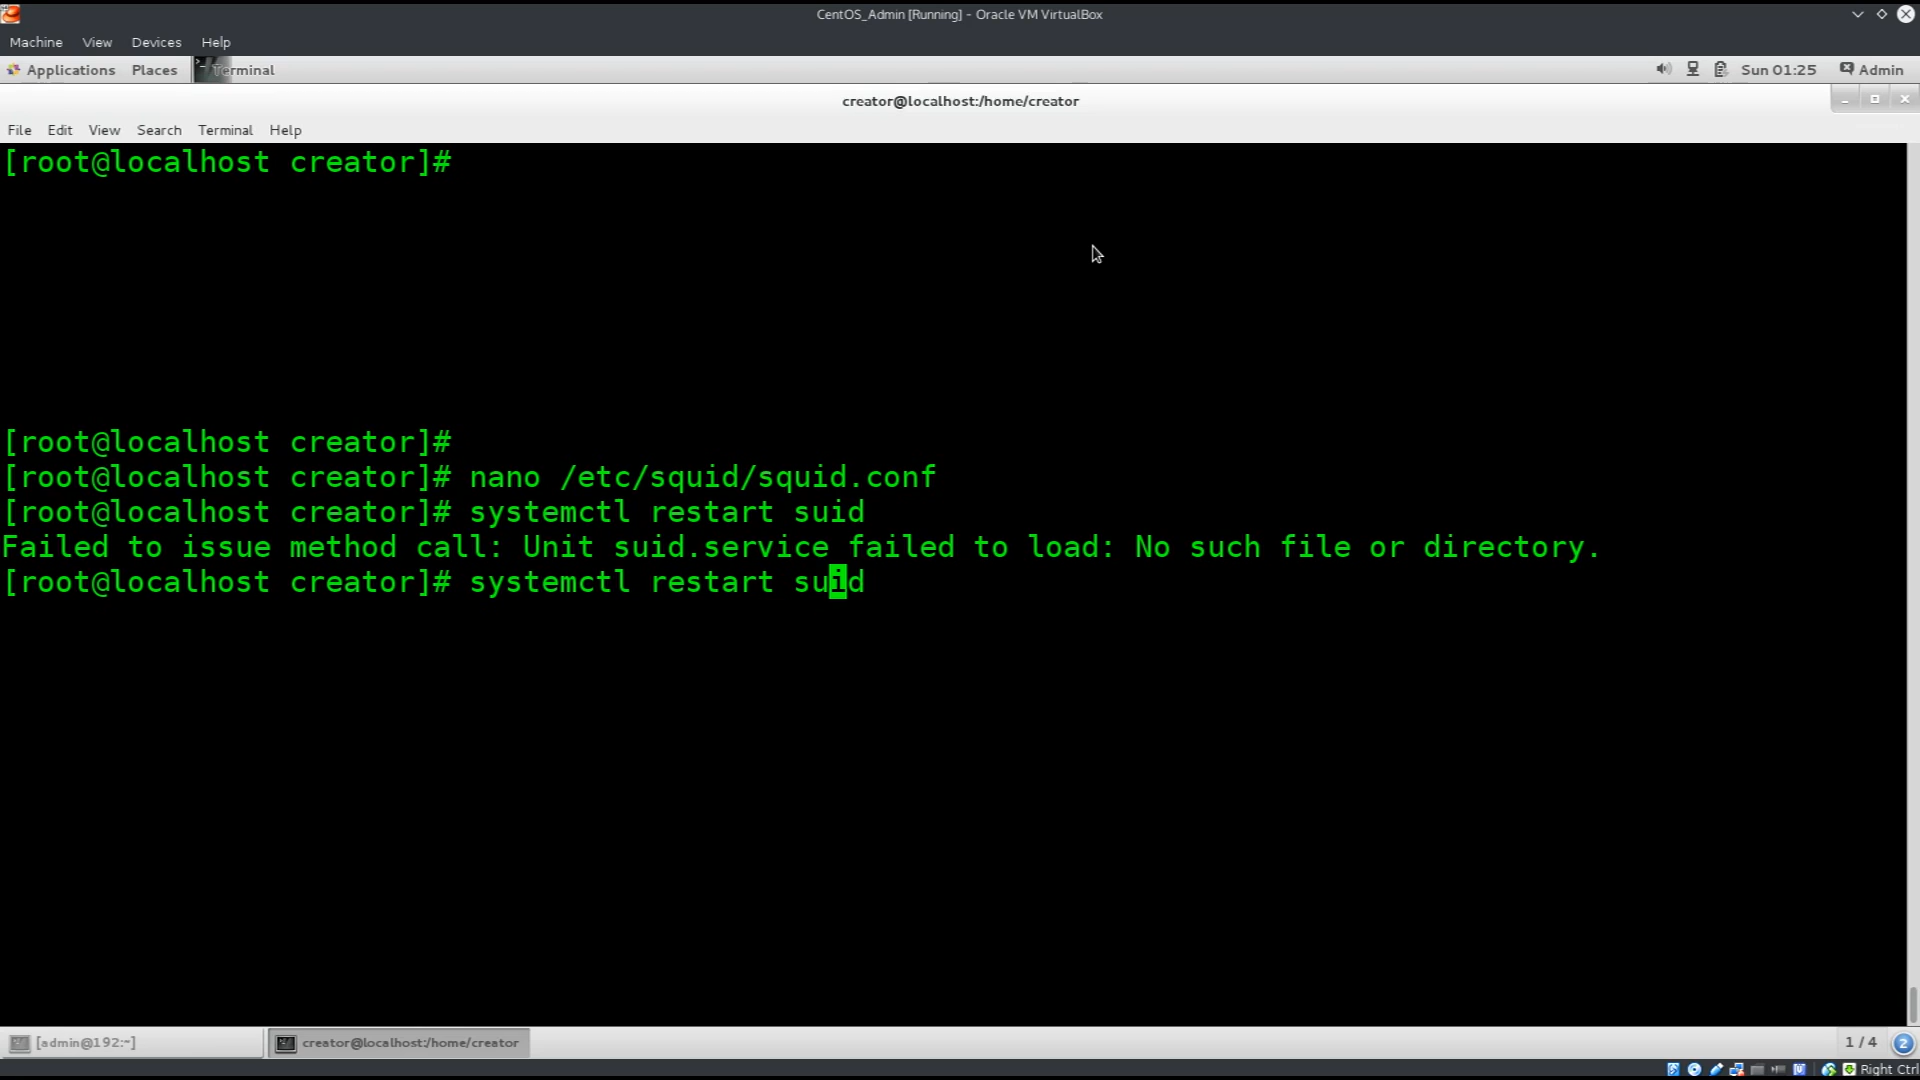 CentOS_Admin [Running] - Oracle VM VirtualBox
Machine View Devices Help
Applications Places Terminal Sun 01:25 Admin
creator@localhost:/home/creator
File Edit View Search Terminal Help
[root@localhost creator]#
[root@localhost creator]#
[root@localhost creator]# nano /etc/squid/squid.conf
[root@localhost creator]# systemctl restart suid
Failed to issue method call: Unit suid.service failed to load: No such file or directory.
[root@localhost creator]# systemctl restart suid
[admin@192:~] creator@localhost:/home/creator 1 / 4 2
Right Ctrl